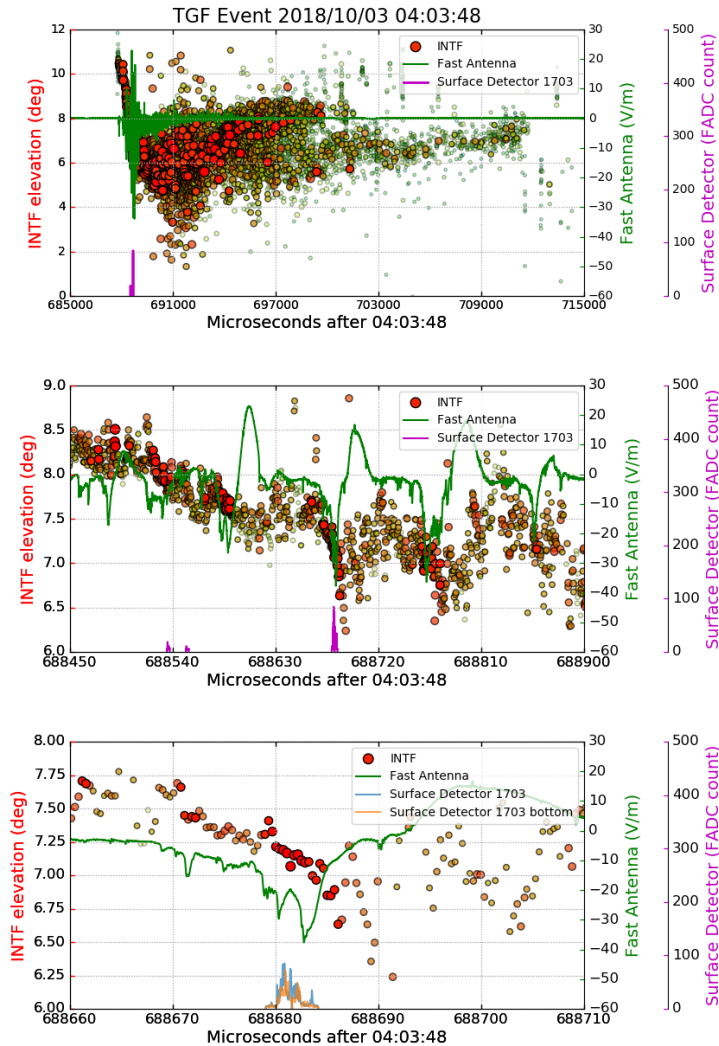 TGF Event 2018/10/03 04:03:48
INTF elevation (deg)
12
10
8
6
4
2
0
INTF
Fast Antenna
Surface Detector 1703
30
20
10
0
−10
−20
−30
−40
−50
−60
Fast Antenna (V/m)
500
400
300
200
100
0
Surface Detector (FADC count)
685000 691000 697000 703000 709000 715000
Microseconds after 04:03:48
INTF elevation (deg)
9.0
8.5
8.0
7.5
7.0
6.5
6.0
INTF
Fast Antenna
Surface Detector 1703
30
20
10
0
−10
−20
−30
−40
−50
−60
Fast Antenna (V/m)
500
400
300
200
100
0
Surface Detector (FADC count)
688450 688540 688630 688720 688810 688900
Microseconds after 04:03:48
INTF elevation (deg)
8.00
7.75
7.50
7.25
7.00
6.75
6.50
6.25
6.00
INTF
Fast Antenna
Surface Detector 1703
Surface Detector 1703 bottom
30
20
10
0
−10
−20
−30
−40
−50
−60
Fast Antenna (V/m)
500
400
300
200
100
0
Surface Detector (FADC count)
688660 688670 688680 688690 688700 688710
Microseconds after 04:03:48